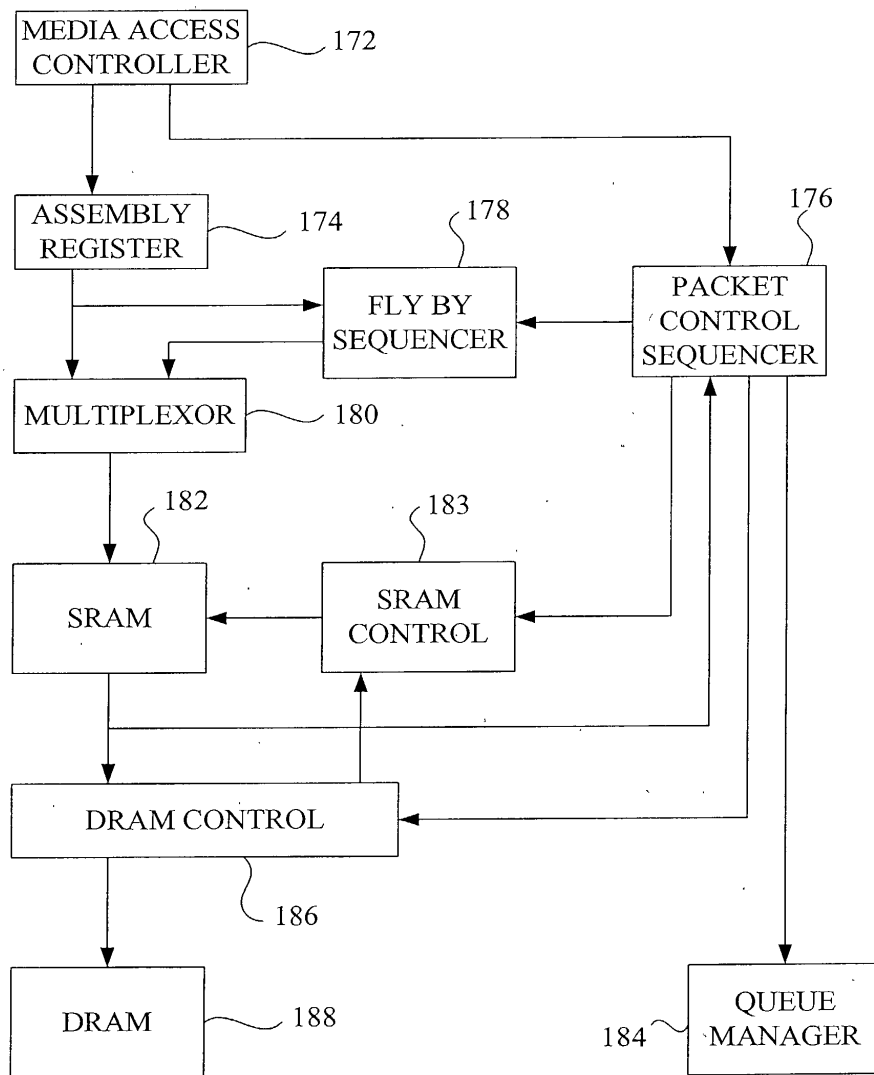 MEDIA ACCESS
CONTROLLER
172
ASSEMBLY
REGISTER
174
178
176
FLY BY
SEQUENCER
PACKET
CONTROL
SEQUENCER
MULTIPLEXOR
180
182
183
SRAM
SRAM
CONTROL
DRAM CONTROL
186
DRAM
188
184
QUEUE
MANAGER